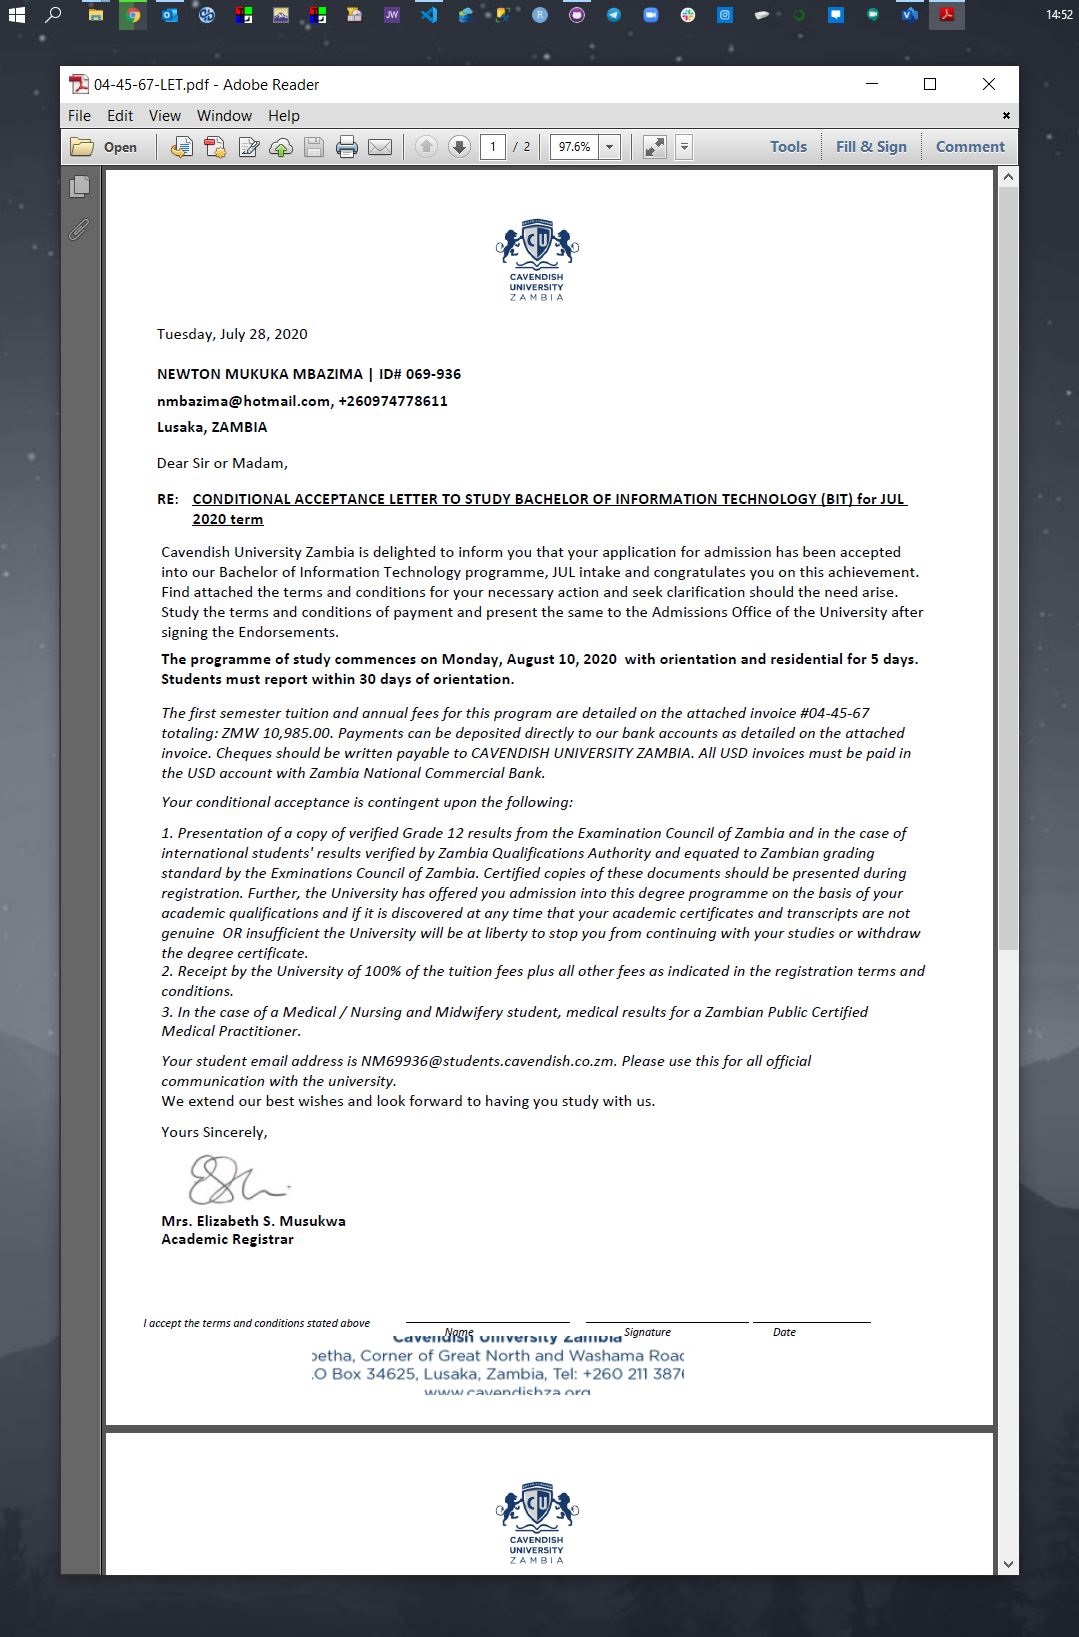 14:52
04-45-67-LET.pdf - Adobe Reader
File Edit View Window Help
Open 1 / 2 97.6% Tools Fill & Sign Comment
CU
CAVENDISH
UNIVERSITY
ZAMBIA
Tuesday, July 28, 2020
NEWTON MUKUKA MBAZIMA | ID# 069-936
nmbazima@hotmail.com, +260974778611
Lusaka, ZAMBIA
Dear Sir or Madam,
RE: CONDITIONAL ACCEPTANCE LETTER TO STUDY BACHELOR OF INFORMATION TECHNOLOGY (BIT) for JUL
2020 term
Cavendish University Zambia is delighted to inform you that your application for admission has been accepted
into our Bachelor of Information Technology programme, JUL intake and congratulates you on this achievement.
Find attached the terms and conditions for your necessary action and seek clarification should the need arise.
Study the terms and conditions of payment and present the same to the Admissions Office of the University after
signing the Endorsements.
The programme of study commences on Monday, August 10, 2020 with orientation and residential for 5 days.
Students must report within 30 days of orientation.
The first semester tuition and annual fees for this program are detailed on the attached invoice #04-45-67
totaling: ZMW 10,985.00. Payments can be deposited directly to our bank accounts as detailed on the attached
invoice. Cheques should be written payable to CAVENDISH UNIVERSITY ZAMBIA. All USD invoices must be paid in
the USD account with Zambia National Commercial Bank.
Your conditional acceptance is contingent upon the following:
1. Presentation of a copy of verified Grade 12 results from the Examination Council of Zambia and in the case of
international students' results verified by Zambia Qualifications Authority and equated to Zambian grading
standard by the Exminations Council of Zambia. Certified copies of these documents should be presented during
registration. Further, the University has offered you admission into this degree programme on the basis of your
academic qualifications and if it is discovered at any time that your academic certificates and transcripts are not
genuine OR insufficient the University will be at liberty to stop you from continuing with your studies or withdraw
the degree certificate.
2. Receipt by the University of 100% of the tuition fees plus all other fees as indicated in the registration terms and
conditions.
3. In the case of a Medical / Nursing and Midwifery student, medical results for a Zambian Public Certified
Medical Practitioner.
Your student email address is NM69936@students.cavendish.co.zm. Please use this for all official
communication with the university.
We extend our best wishes and look forward to having you study with us.
Yours Sincerely,
Mrs. Elizabeth S. Musukwa
Academic Registrar
I accept the terms and conditions stated above
Name Signature Date
Cavendish University Zambia
betha, Corner of Great North and Washama Road
.O Box 34625, Lusaka, Zambia, Tel: +260 211 3876
www.cavendishza.org
CU
CAVENDISH
UNIVERSITY
ZAMBIA